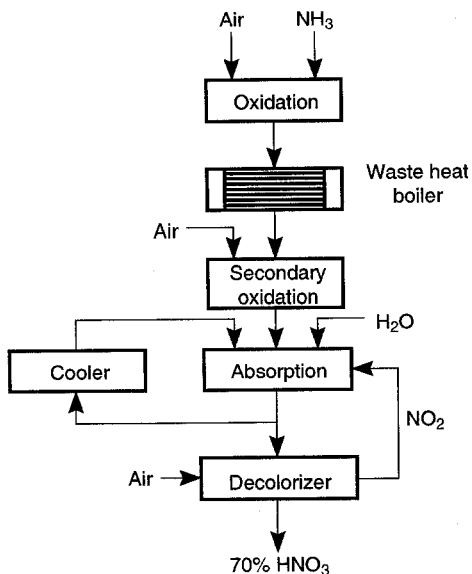 Air
NH₃
Oxidation
Waste heat
boiler
Air
Secondary
oxidation
H₂O
Cooler
Absorption
NO₂
Air
Decolorizer
70% HNO₃